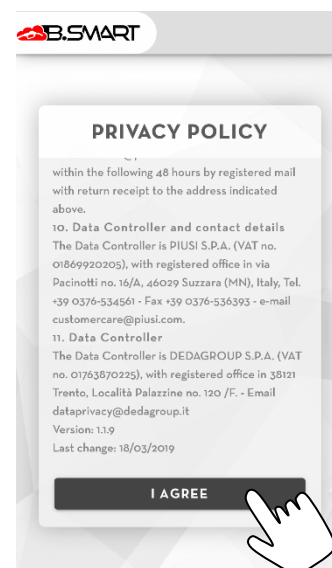 B.SMART
PRIVACY POLICY
within the following 48 hours by registered mail
with return receipt to the address indicated
above.
10. Data Controller and contact details
The Data Controller is PIUSI S.P.A. (VAT no.
01869920205), with registered office in via
Pacinotti no. 16/A, 46029 Suzzara (MN), Italy, Tel.
+39 0376-534561 - Fax +39 0376-536393 - e-mail
customercare@piusi.com.
11. Data Controller
The Data Controller is DEDAGROUP S.P.A. (VAT
no. 01763870225), with registered office in 38121
Trento, Località Palazzine no. 120 /F. - Email
dataprivacy@dedagroup.it
Version: 1.1.9
Last change: 18/03/2019
I AGREE